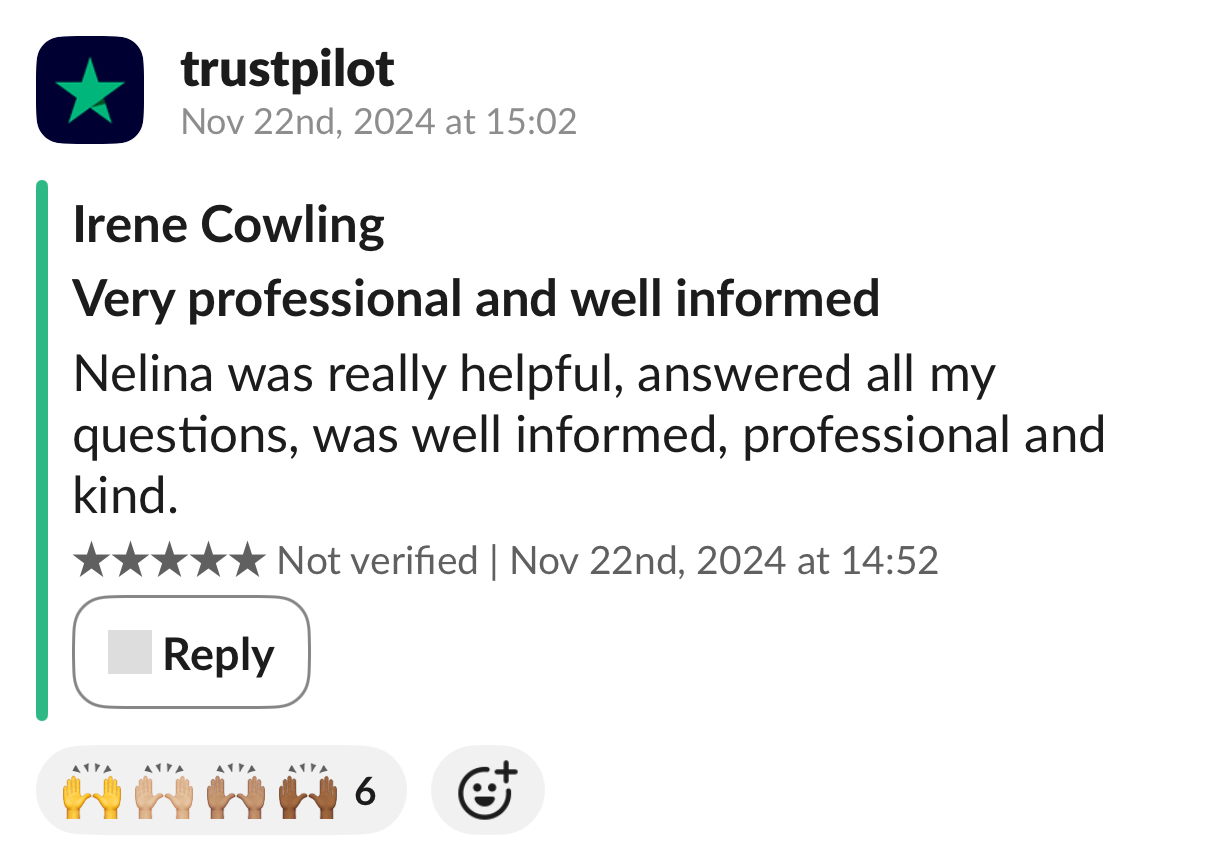 trustpilot
Nov 22nd, 2024 at 15:02
Irene Cowling
Very professional and well informed
Nelina was really helpful, answered all my
questions, was well informed, professional and
kind.
★★★★★ Not verified | Nov 22nd, 2024 at 14:52
Reply
6